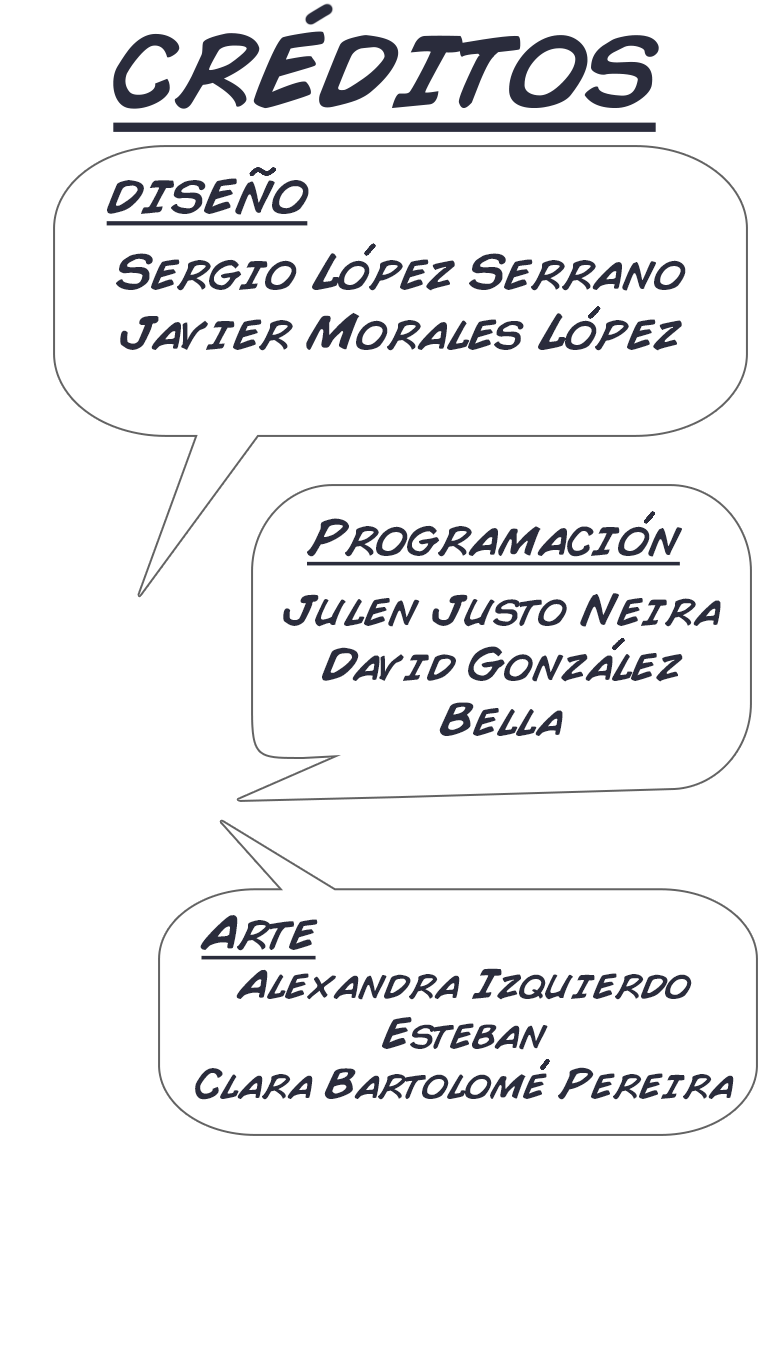 CRÉDITOS
DISEÑO
SERGIO LÓPEZ SERRANO
JAVIER MORALES LÓPEZ
PROGRAMACIÓN
JULEN JUSTO NEIRA
DAVID GONZÁLEZ
BELLA
ARTE
ALEXANDRA IZQUIERDO
ESTEBAN
CLARA BARTOLOMÉ PEREIRA